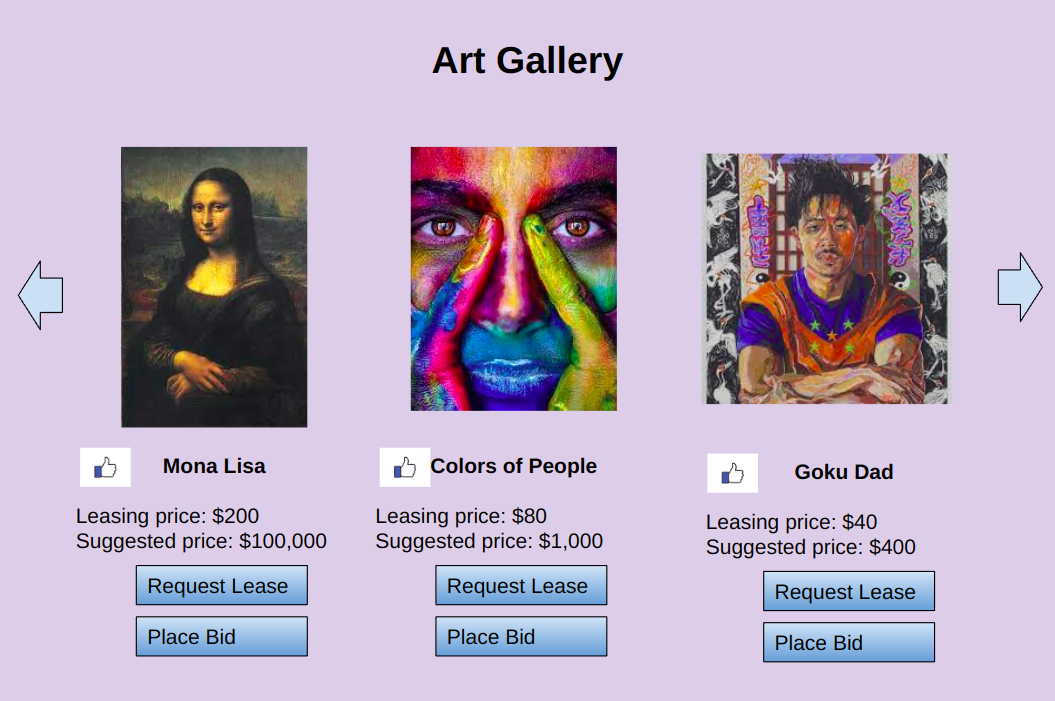 Art Gallery
Mona Lisa
Leasing price: $200
Suggested price: $100,000
Request Lease
Place Bid
Colors of People
Leasing price: $80
Suggested price: $1,000
Request Lease
Place Bid
Goku Dad
Leasing price: $40
Suggested price: $400
Request Lease
Place Bid